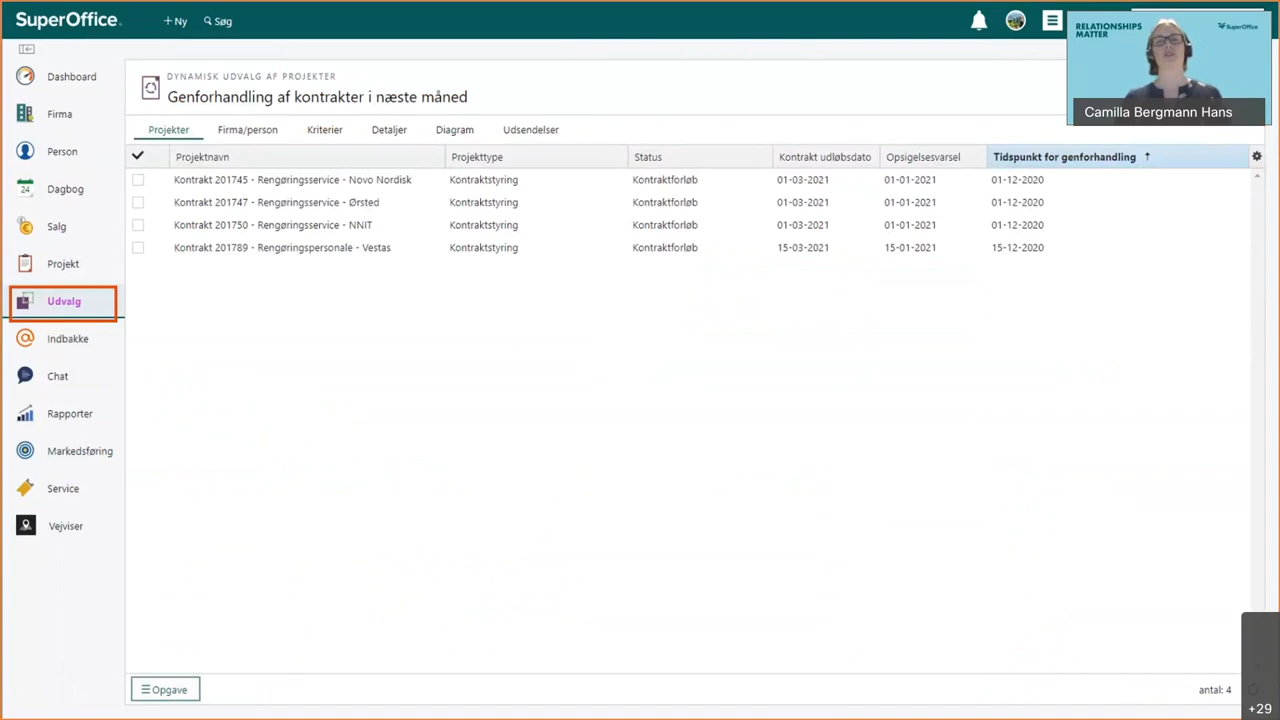 SuperOffice.
+ Ny
Søg
RELATIONSHIPS
MATTER
SuperOffice
Camilla Bergmann Hans
Dashboard
Firma
Person
24
Dagbog
Salg
Projekt
Udvalg
Indbakke
Chat
Rapporter
Markedsføring
Service
Vejviser
DYNAMISK UDVALG AF PROJEKTER
Genforhandling af kontrakter i næste måned
Projekter Firma/person Kriterier Detaljer Diagram Udsendelser
Projektnavn Projekttype Status Kontrakt udløbsdato Opsigelsesvarsel Tidspunkt for genforhandling ↑
Kontrakt 201745 - Rengøringsservice - Novo Nordisk Kontraktstyring Kontraktforløb 01-03-2021 01-01-2021 01-12-2020
Kontrakt 201747 - Rengøringsservice - Ørsted Kontraktstyring Kontraktforløb 01-03-2021 01-01-2021 01-12-2020
Kontrakt 201750 - Rengøringsservice - NNIT Kontraktstyring Kontraktforløb 01-03-2021 01-01-2021 01-12-2020
Kontrakt 201789 - Rengøringspersonale - Vestas Kontraktstyring Kontraktforløb 15-03-2021 15-01-2021 15-12-2020
Opgave
antal: 4
+29